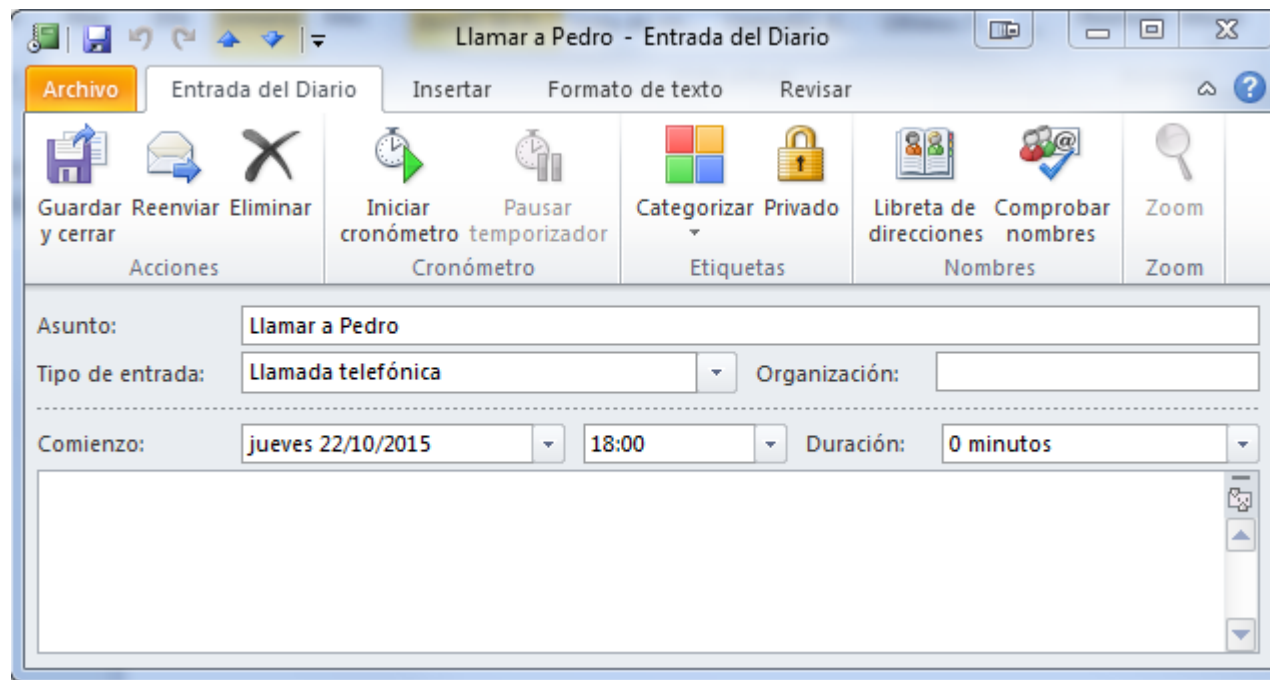 Llamar a Pedro - Entrada del Diario
Archivo Entrada del Diario Insertar Formato de texto Revisar
Guardar y cerrar Reenviar Eliminar Iniciar cronómetro Pausar temporizador Categorizar Privado Libreta de direcciones Comprobar nombres Zoom
Acciones Cronómetro Etiquetas Nombres Zoom
Asunto: Llamar a Pedro
Tipo de entrada: Llamada telefónica Organización:
Comienzo: jueves 22/10/2015 18:00 Duración: 0 minutos